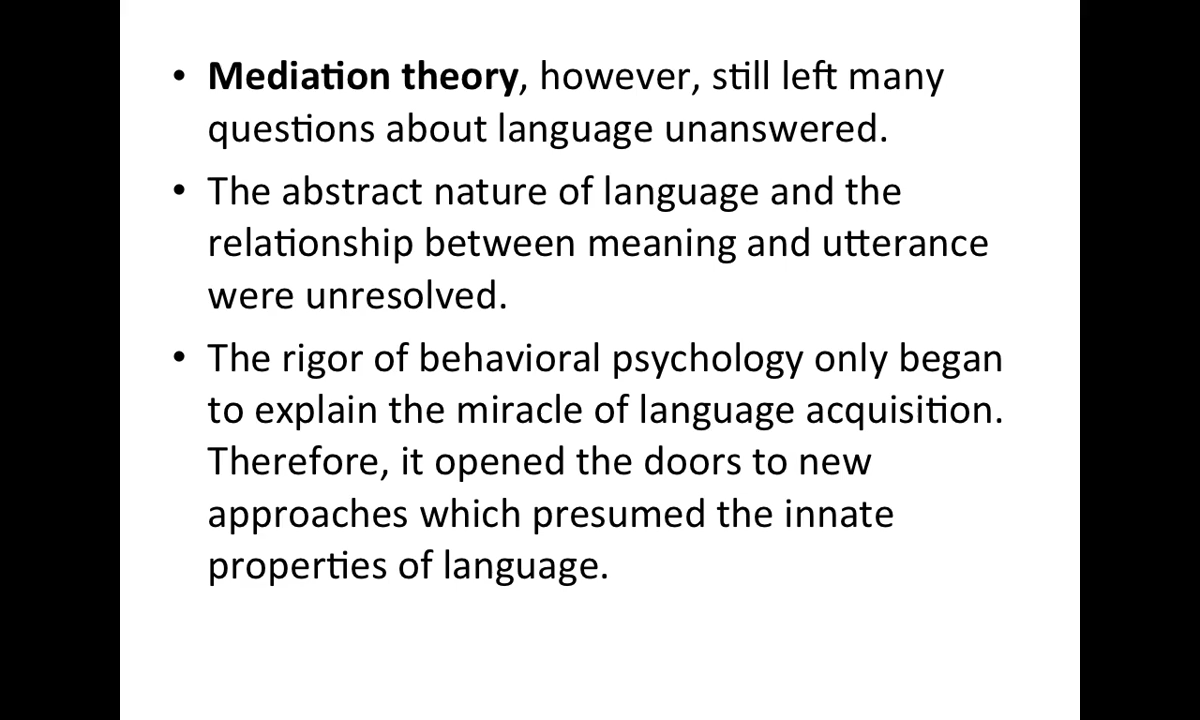 • Mediation theory, however, still left many
questions about language unanswered.
• The abstract nature of language and the
relationship between meaning and utterance
were unresolved.
• The rigor of behavioral psychology only began
to explain the miracle of language acquisition.
Therefore, it opened the doors to new
approaches which presumed the innate
properties of language.